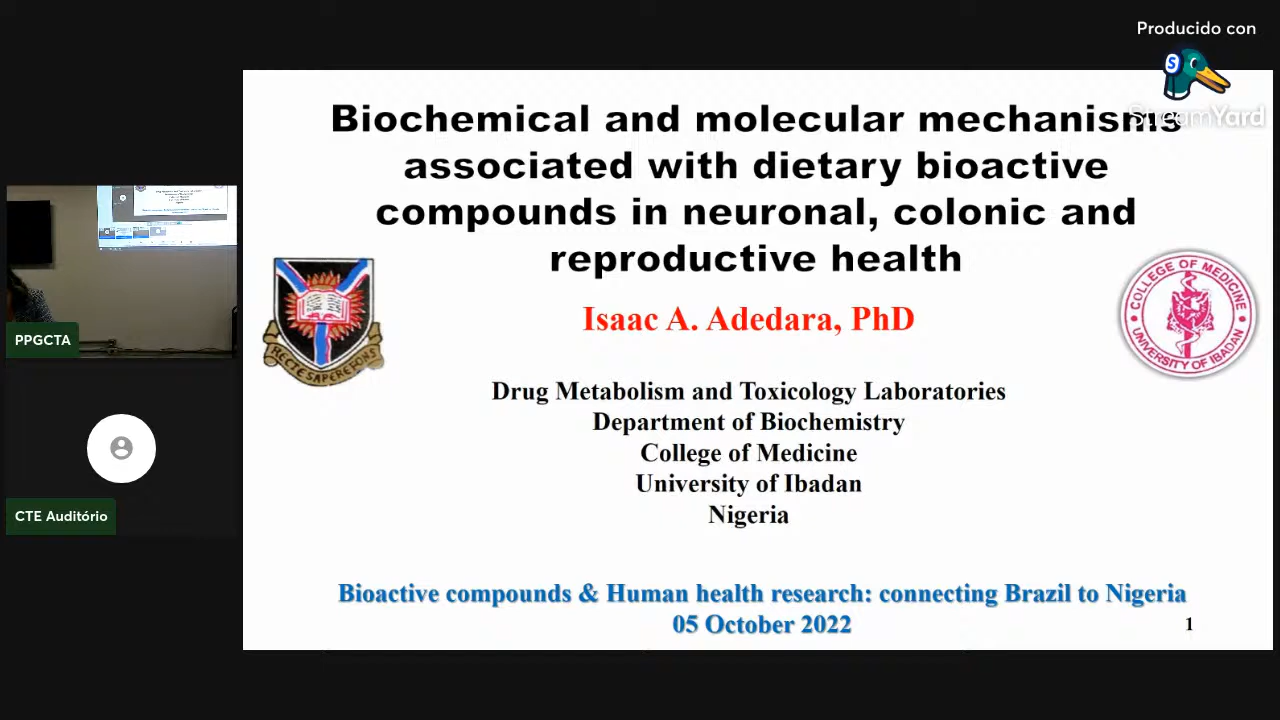 Producido con
StreamYard
Biochemical and molecular mechanisms
associated with dietary bioactive
compounds in neuronal, colonic and
reproductive health
RECTE SAPERE FONS
COLLEGE OF MEDICINE
UNIVERSITY OF IBADAN
Isaac A. Adedara, PhD
PPGCTA
Drug Metabolism and Toxicology Laboratories
Department of Biochemistry
College of Medicine
University of Ibadan
Nigeria
CTE Auditório
Bioactive compounds & Human health research: connecting Brazil to Nigeria
05 October 2022
1